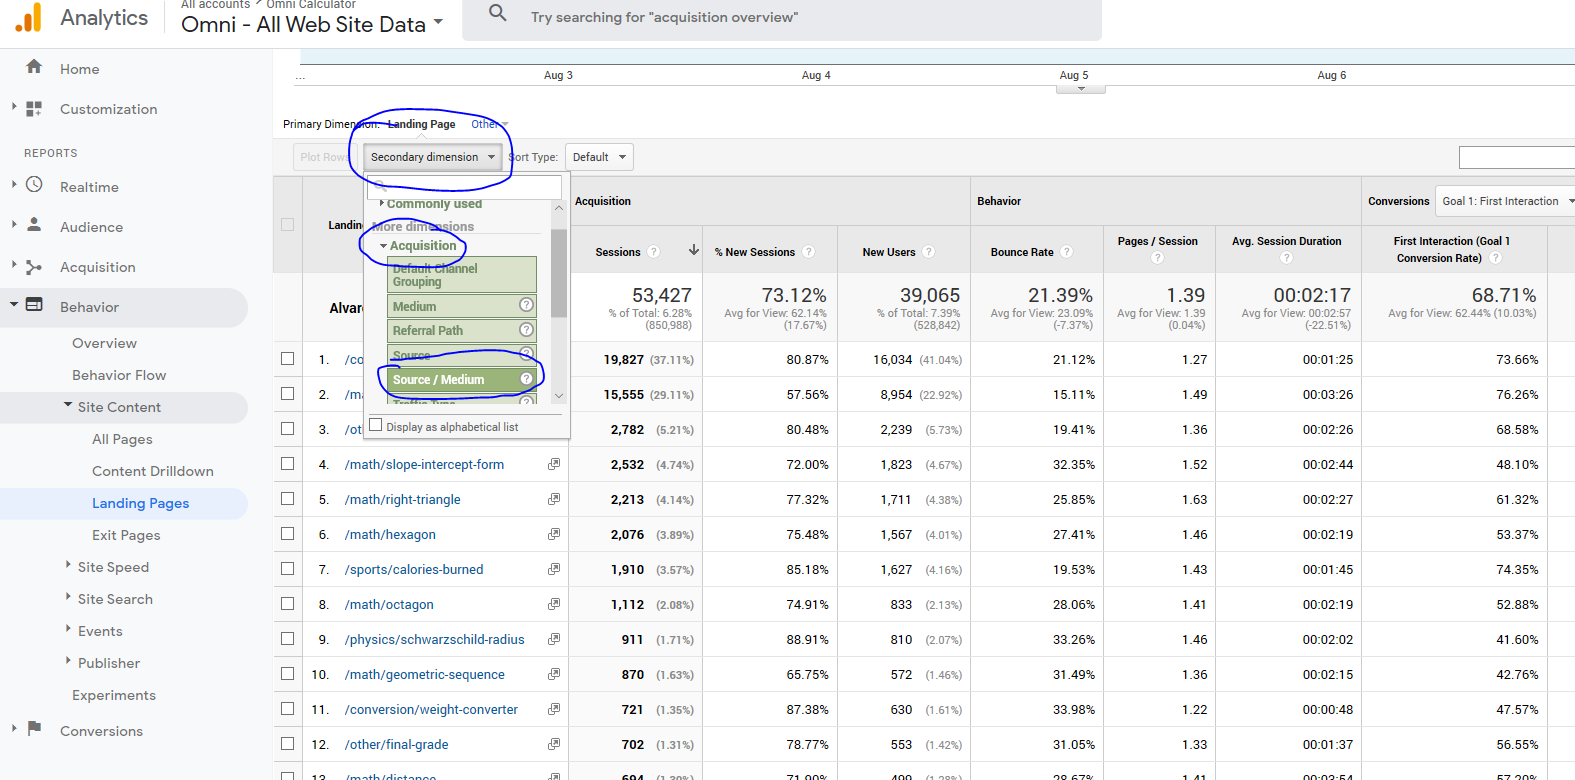 All accounts > Omni Calculator
Analytics
Omni - All Web Site Data
Try searching for "acquisition overview"
Home
Customization
REPORTS
Realtime
Audience
Acquisition
Behavior
Overview
Behavior Flow
Site Content
All Pages
Content Drilldown
Landing Pages
Exit Pages
Site Speed
Site Search
Events
Publisher
Experiments
Conversions
... Aug 3 Aug 4 Aug 5 Aug 6
Primary Dimension: Landing Page Other
Plot Rows Secondary dimension Sort Type: Default
Commonly used
More dimensions
Acquisition
Default Channel
Grouping
Medium ?
Referral Path ?
Source ?
Source / Medium ?
Traffic Type ?
Display as alphabetical list
Acquisition Behavior Conversions Goal 1: First Interaction
Sessions ? % New Sessions ? New Users ? Bounce Rate ? Pages / Session ? Avg. Session Duration ? First Interaction (Goal 1 Conversion Rate) ?
53,427 73.12% 39,065 21.39% 1.39 00:02:17 68.71%
% of Total: 6.28% (850,988) Avg for View: 62.14% (17.67%) % of Total: 7.39% (528,842) Avg for View: 23.09% (-7.37%) Avg for View: 1.39 (0.04%) Avg for View: 00:02:57 (-22.51%) Avg for View: 62.44% (10.03%)
1. /co 19,827 (37.11%) 80.87% 16,034 (41.04%) 21.12% 1.27 00:01:25 73.66%
2. 15,555 (29.11%) 57.56% 8,954 (22.92%) 15.11% 1.49 00:03:26 76.26%
3. 2,782 (5.21%) 80.48% 2,239 (5.73%) 19.41% 1.36 00:02:26 68.58%
4. /math/slope-intercept-form 2,532 (4.74%) 72.00% 1,823 (4.67%) 32.35% 1.52 00:02:44 48.10%
5. /math/right-triangle 2,213 (4.14%) 77.32% 1,711 (4.38%) 25.85% 1.63 00:02:27 61.32%
6. /math/hexagon 2,076 (3.89%) 75.48% 1,567 (4.01%) 27.41% 1.46 00:02:19 53.37%
7. /sports/calories-burned 1,910 (3.57%) 85.18% 1,627 (4.16%) 19.53% 1.43 00:01:45 74.35%
8. /math/octagon 1,112 (2.08%) 74.91% 833 (2.13%) 28.06% 1.41 00:02:19 52.88%
9. /physics/schwarzschild-radius 911 (1.71%) 88.91% 810 (2.07%) 33.26% 1.46 00:02:02 41.60%
10. /math/geometric-sequence 870 (1.63%) 65.75% 572 (1.46%) 31.49% 1.36 00:02:15 42.76%
11. /conversion/weight-converter 721 (1.35%) 87.38% 630 (1.61%) 33.98% 1.22 00:00:48 47.57%
12. /other/final-grade 702 (1.31%) 78.77% 553 (1.42%) 31.05% 1.33 00:01:37 56.55%
13. /math/distance 694 (1.30%) 71.90% 499 (1.28%) 28.67% 1.41 00:02:54 57.20%